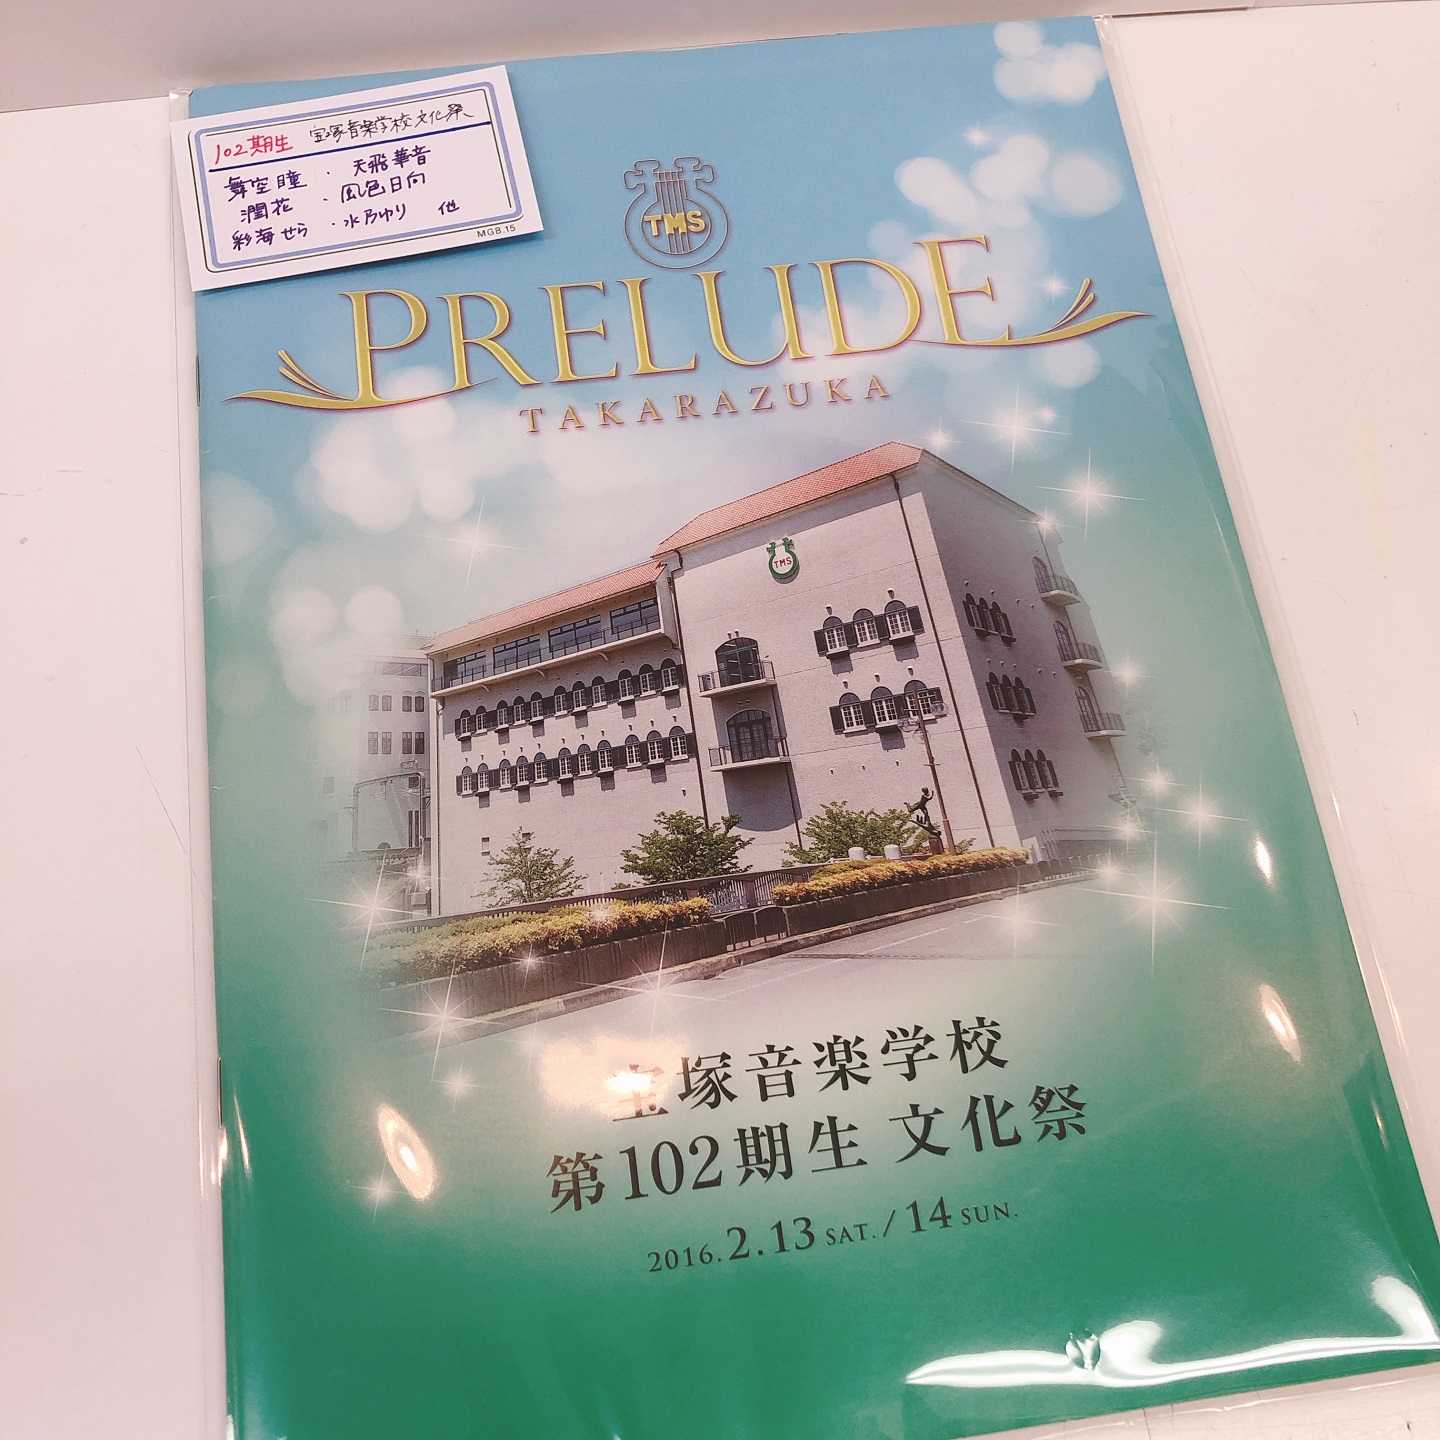 102期生 宝塚音楽学校文化祭
舞空瞳 ・ 天飛華音
潤花 ・ 風色日向
彩海せら ・ 水乃ゆり 他
MGB.15
TMS
PRELUDE
TAKARAZUKA
TMS
宝塚音楽学校
第102期生 文化祭
2016.2.13 SAT. / 14 SUN.